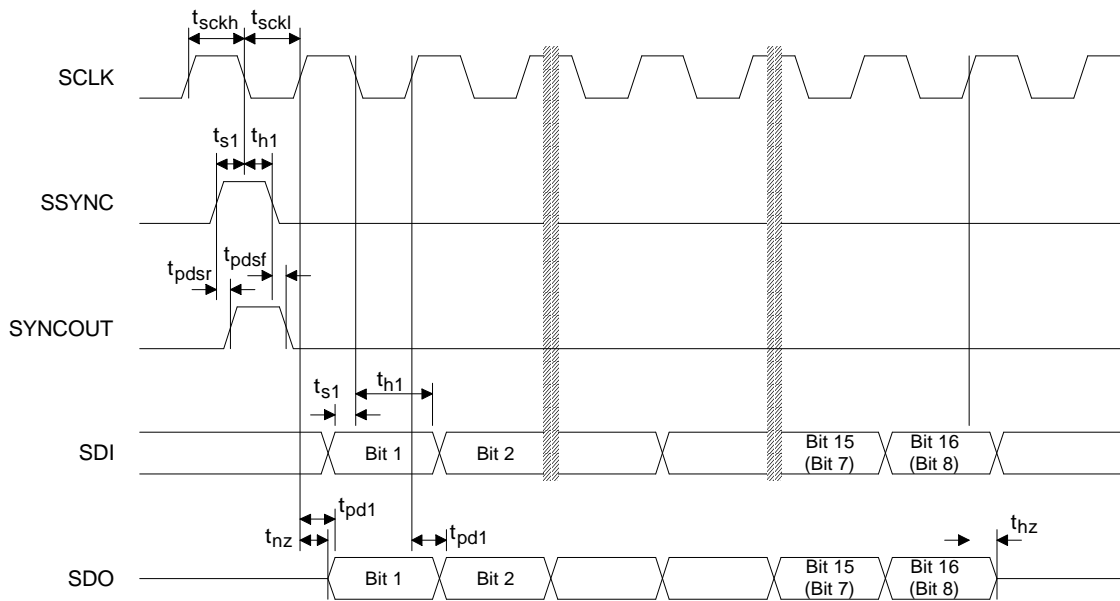 tsckh tsckl
SCLK
ts1 th1
SSYNC
tpdsr tpdsf
SYNCOUT
ts1 th1
SDI Bit 1 Bit 2 Bit 15 Bit 16
(Bit 7) (Bit 8)
tnz tpd1 tpd1 thz
SDO Bit 1 Bit 2 Bit 15 Bit 16
(Bit 7) (Bit 8)